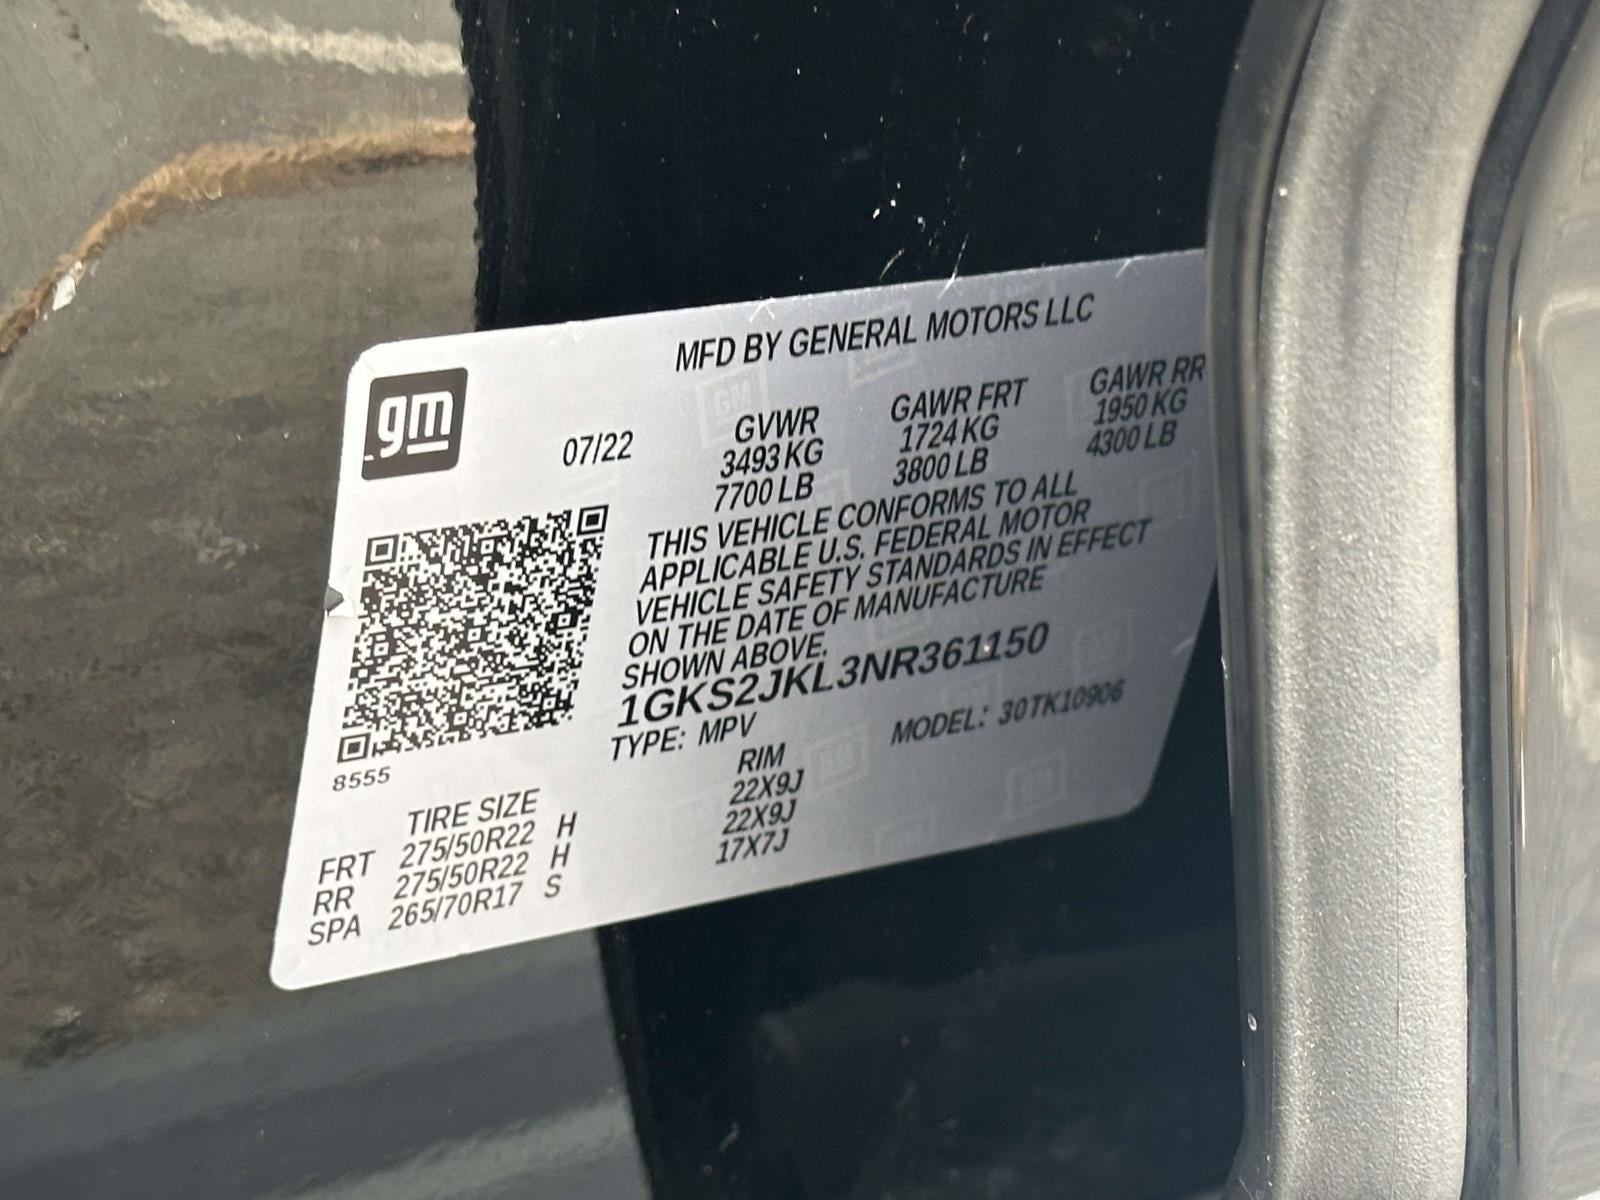 gm
MFD BY GENERAL MOTORS LLC
07/22
GVWR GAWR FRT GAWR RR
3493 KG 1724 KG 1950 KG
7700 LB 3800 LB 4300 LB
THIS VEHICLE CONFORMS TO ALL
APPLICABLE U.S. FEDERAL MOTOR
VEHICLE SAFETY STANDARDS IN EFFECT
ON THE DATE OF MANUFACTURE
SHOWN ABOVE.
1GKS2JKL3NR361150
TYPE: MPV MODEL: 30TK10906
8555
TIRE SIZE RIM
FRT 275/50R22 H 22X9J
RR 275/50R22 H 22X9J
SPA 265/70R17 S 17X7J